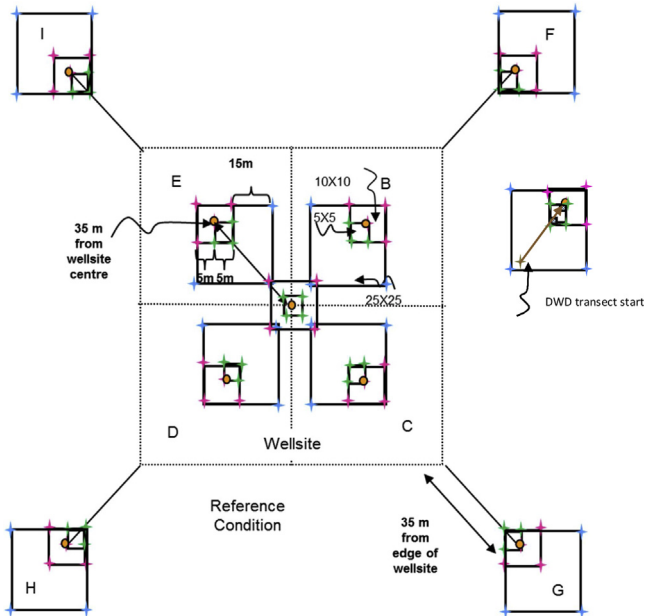 I
F
15m
E
10X10
B
5X5
35 m
from
wellsite
centre
5m 5m
25X25
DWD transect start
D
C
Wellsite
Reference
Condition
35 m
from
edge of
wellsite
H
G